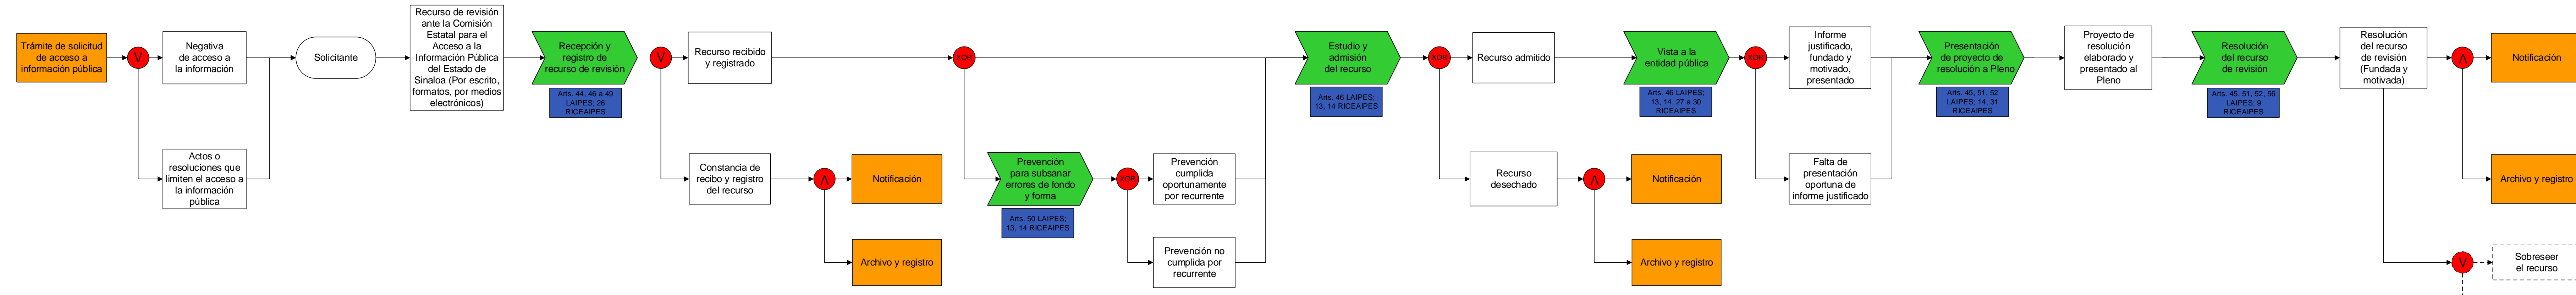 Trámite de solicitud
de acceso a
información pública
V
Negativa
de acceso a
la información
Actos o
resoluciones que
limiten el acceso a
la información
pública
Solicitante
Recurso de revisión
ante la Comisión
Estatal para el
Acceso a la
Información Pública
del Estado de
Sinaloa (Por escrito,
formatos, por medios
electrónicos)
Recepción y
registro de
recurso de revisión
Arts. 44, 46 a 49
LAIPES; 26
RICEAIPES
V
Recurso recibido
y registrado
Constancia de
recibo y registro
del recurso
Λ
Notificación
Archivo y registro
XOR
Prevención
para subsanar
errores de fondo
y forma
Arts. 50 LAIPES;
13, 14 RICEAIPES
XOR
Prevención
cumplida
oportunamente
por recurrente
Prevención no
cumplida por
recurrente
Estudio y
admisión
del recurso
Arts. 46 LAIPES;
13, 14 RICEAIPES
XOR
Recurso admitido
Recurso
desechado
Λ
Notificación
Archivo y registro
Vista a la
entidad pública
Arts. 46 LAIPES;
13, 14, 27 a 30
RICEAIPES
XOR
Informe
justificado,
fundado y
motivado,
presentado
Falta de
presentación
oportuna de
informe justificado
Presentación
de proyecto de
resolución a Pleno
Arts. 45, 51, 52
LAIPES; 14, 31
RICEAIPES
Proyecto de
resolución
elaborado y
presentado al
Pleno
Resolución
del recurso
de revisión
Arts. 45, 51, 52, 56
LAIPES; 9
RICEAIPES
Resolución
del recurso
de revisión
(Fundada y
motivada)
Λ
Notificación
Archivo y registro
V
Sobreseer
el recurso